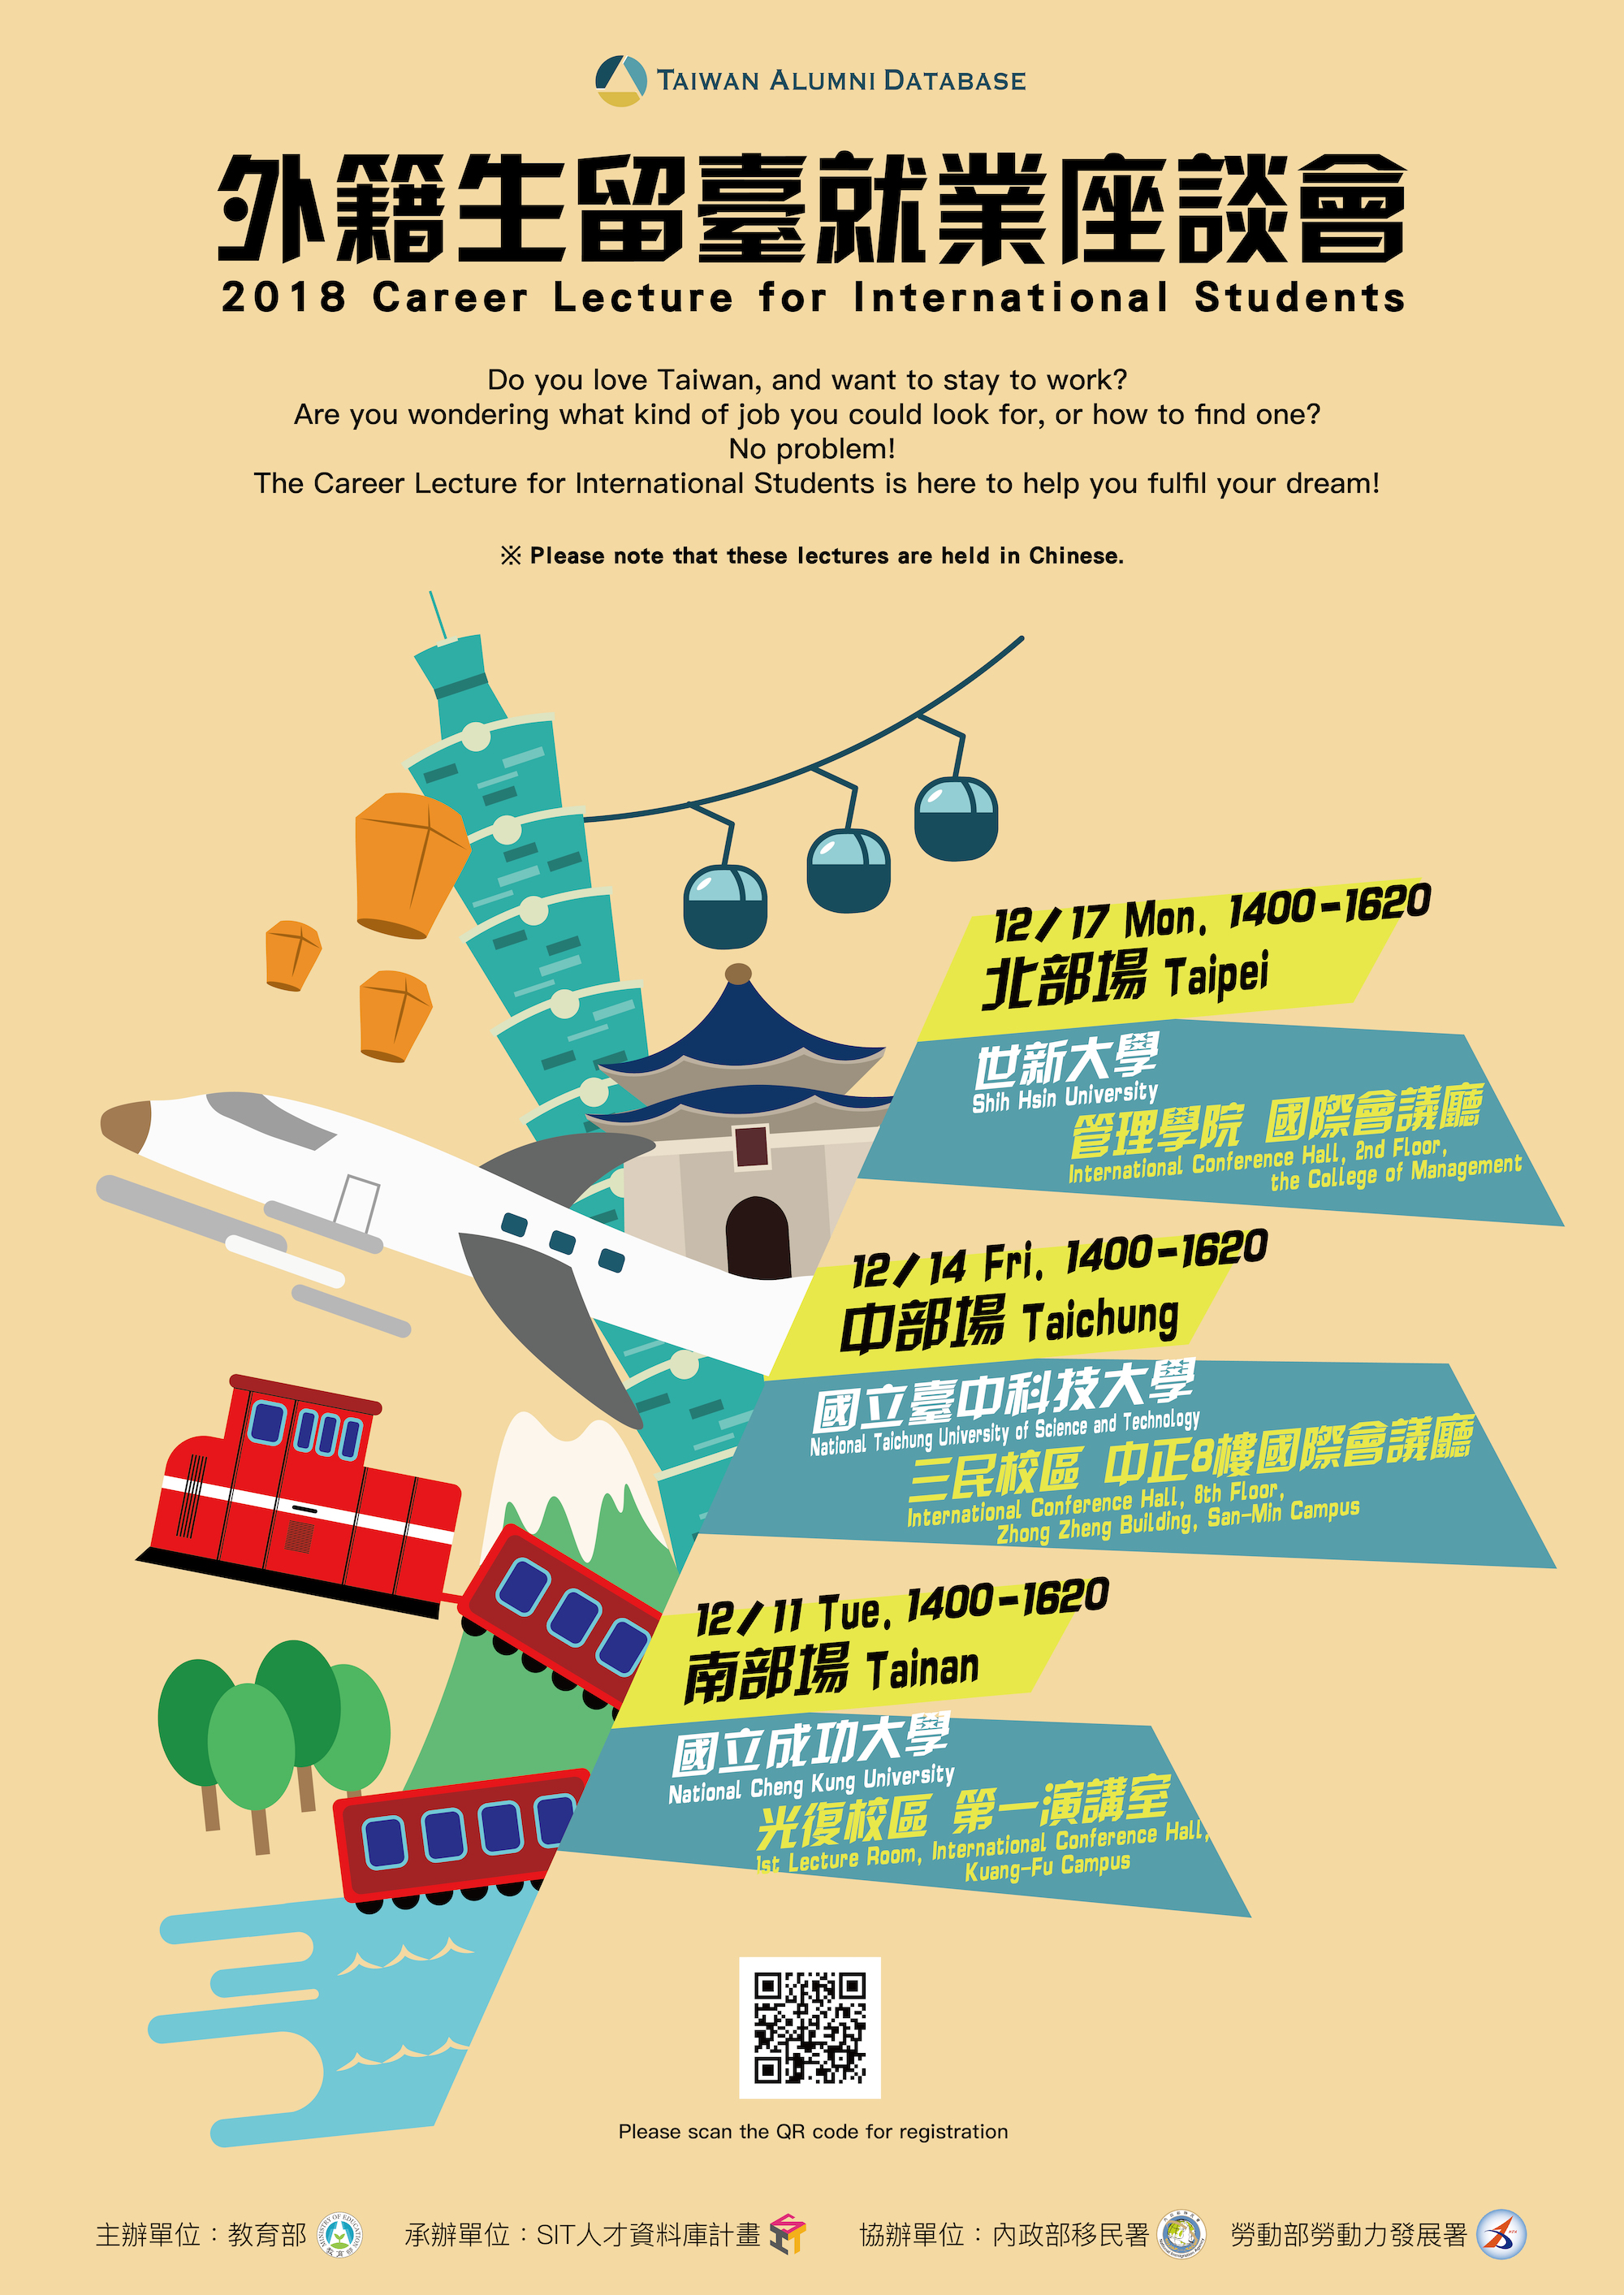 TAIWAN ALUMNI DATABASE
外籍生留臺就業座談會
2018 Career Lecture for International Students
Do you love Taiwan, and want to stay to work?
Are you wondering what kind of job you could look for, or how to find one?
No problem!
The Career Lecture for International Students is here to help you fulfil your dream!
※ Please note that these lectures are held in Chinese.
12/17 Mon. 1400-1620
北部場 Taipei
世新大學
Shih Hsin University
管理學院 國際會議廳
International Conference Hall, 2nd Floor,
the College of Management
12/14 Fri. 1400-1620
中部場 Taichung
國立臺中科技大學
National Taichung University of Science and Technology
三民校區 中正8樓國際會議廳
International Conference Hall, 8th Floor,
Zhong Zheng Building, San-Min Campus
12/11 Tue. 1400-1620
南部場 Tainan
國立成功大學
National Cheng Kung University
光復校區 第一演講室
1st Lecture Room, International Conference Hall,
Kuang-Fu Campus
Please scan the QR code for registration
主辦單位：教育部 承辦單位：SIT人才資料庫計畫 協辦單位：內政部移民署 勞動部勞動力發展署